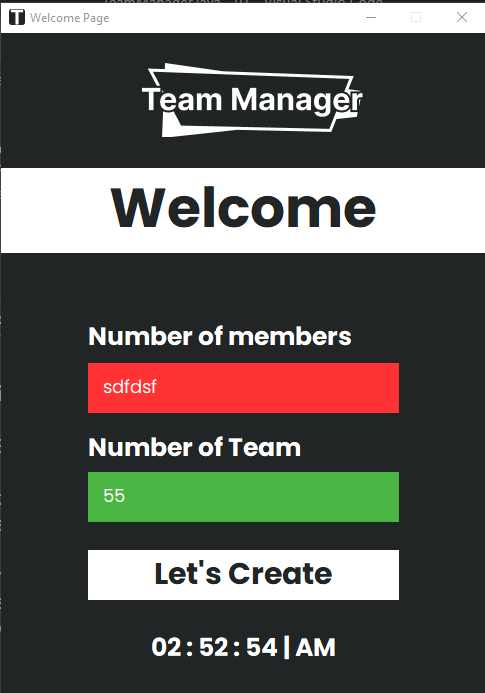 Welcome Page
Team Manager
Welcome
Number of members
sdfdsf
Number of Team
55
Let's Create
02 : 52 : 54 | AM